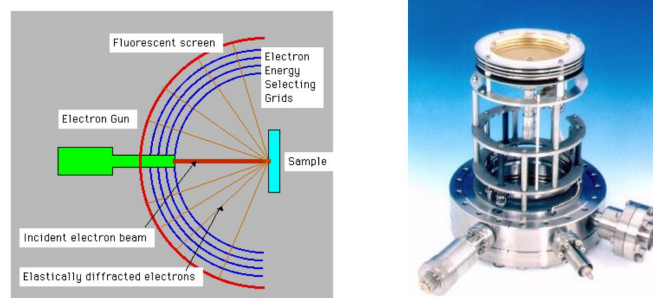 Fluorescent screen
Electron
Energy
Selecting
Grids
Electron Gun
Sample
Incident electron beam
Elastically diffracted electrons